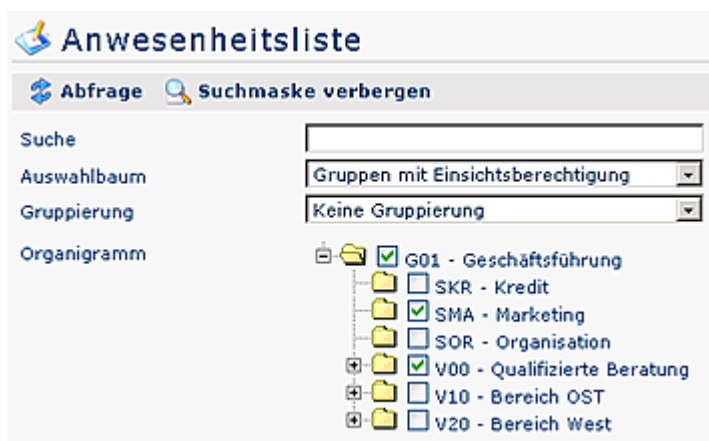 Anwesenheitsliste
Abfrage Suchmaske verbergen
Suche
Auswahlbaum Gruppen mit Einsichtsberechtigung
Gruppierung Keine Gruppierung
Organigramm G01 - Geschäftsführung
SKR - Kredit
SMA - Marketing
SOR - Organisation
V00 - Qualifizierte Beratung
V10 - Bereich OST
V20 - Bereich West